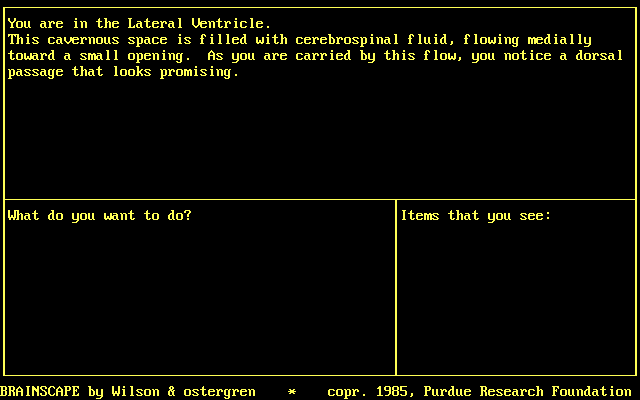 You are in the Lateral Ventricle.
This cavernous space is filled with cerebrospinal fluid, flowing medially
toward a small opening.  As you are carried by this flow, you notice a dorsal
passage that looks promising.
What do you want to do?
Items that you see:
BRAINSCAPE by Wilson & ostergren    *    copr. 1985, Purdue Research Foundation